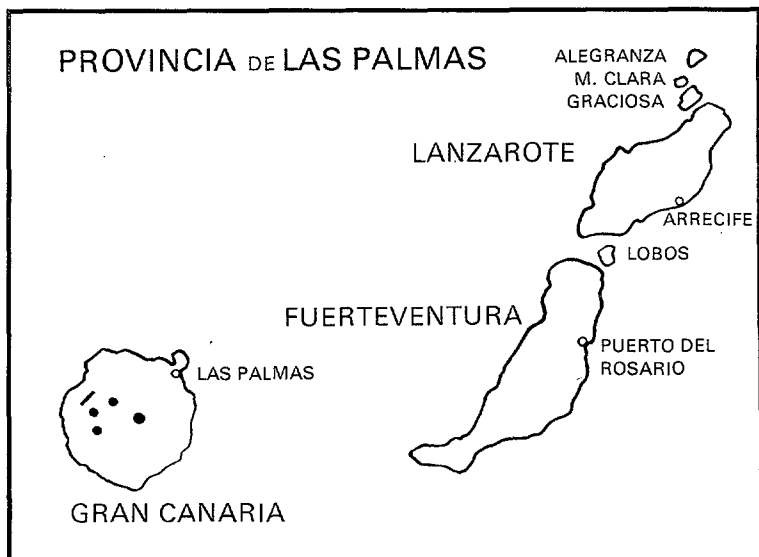 PROVINCIA DE LAS PALMAS
ALEGRANZA
M. CLARA
GRACIOSA
LANZAROTE
ARRECIFE
LOBOS
FUERTEVENTURA
PUERTO DEL
ROSARIO
LAS PALMAS
GRAN CANARIA